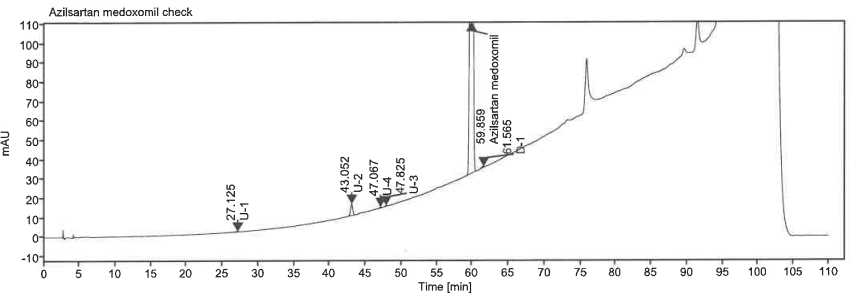 Azilsartan medoxomil check
110
100
90
80
70
60
50
40
30
20
10
0
-10
mAU
27.125
U-1
43.052
U-2
47.067
U-4
47.825
U-3
59.859
Azilsartan medoxomil
61.565
D-1
0 5 10 15 20 25 30 35 40 45 50 55 60 65 70 75 80 85 90 95 100 105 110
Time [min]